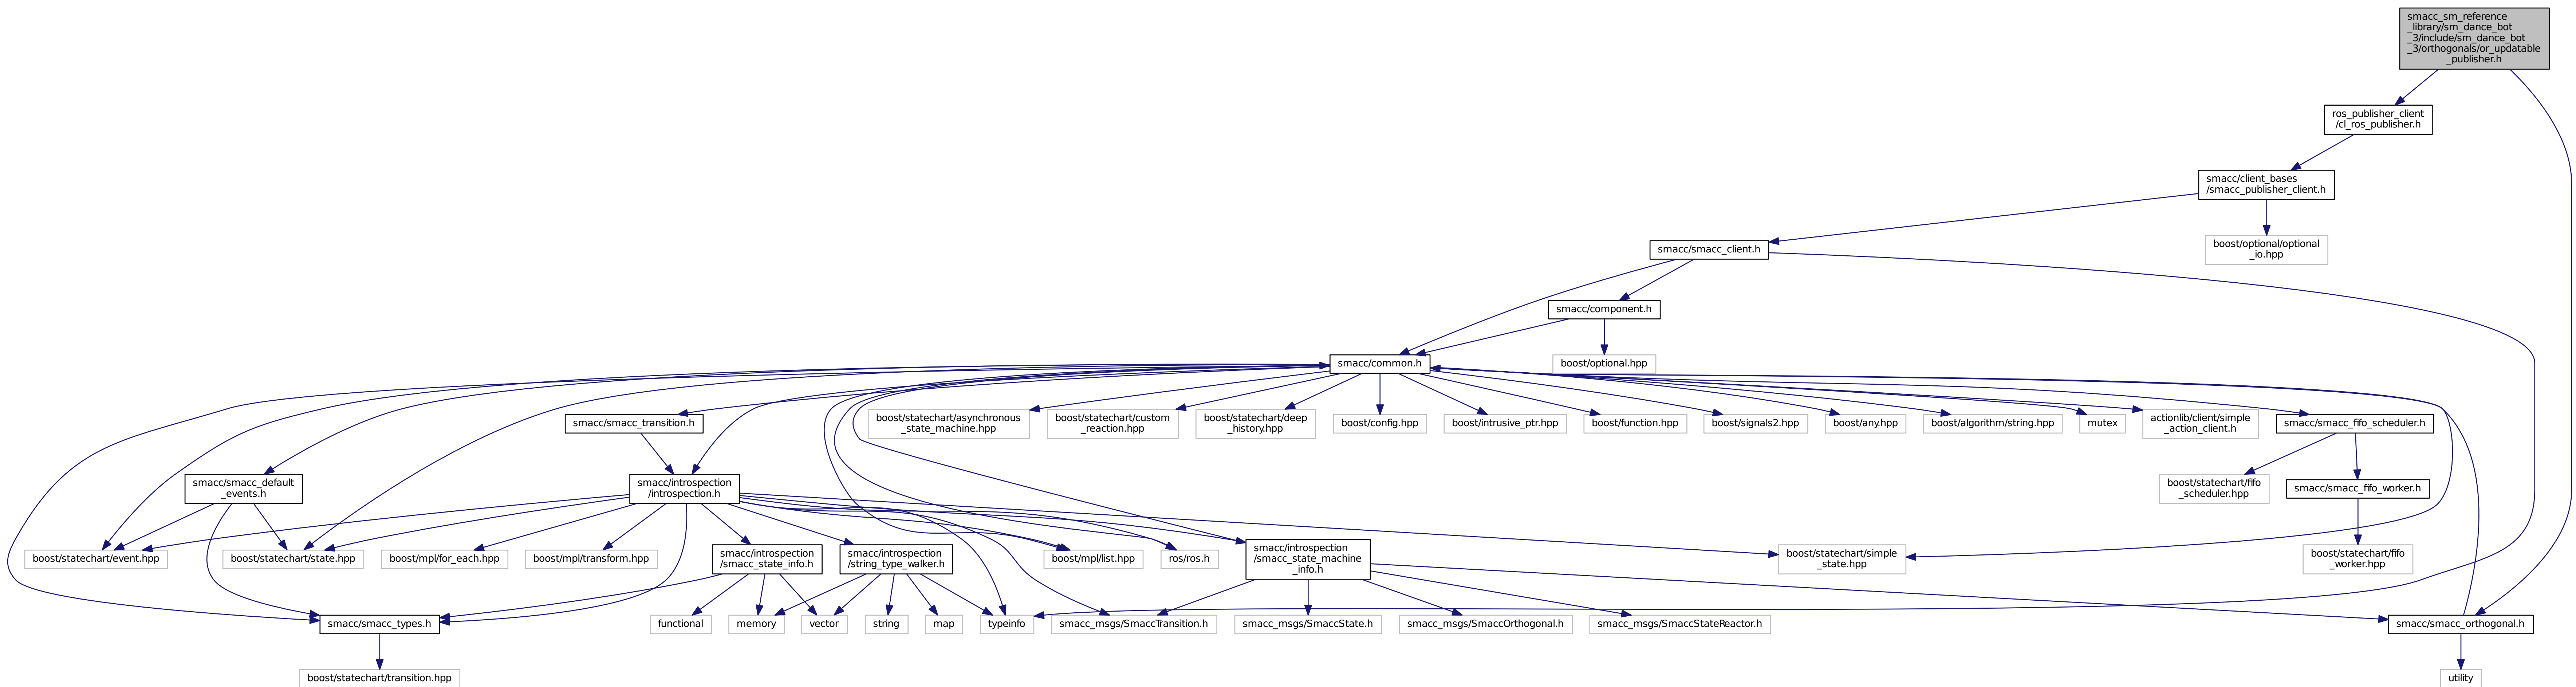 smacc_sm_reference
_library/sm_dance_bot
_3/include/sm_dance_bot
_3/orthogonals/or_updatable
_publisher.h
ros_publisher_client
/cl_ros_publisher.h
smacc/client_bases
/smacc_publisher_client.h
smacc/smacc_client.h
boost/optional/optional
_io.hpp
smacc/component.h
smacc/common.h
boost/optional.hpp
smacc/smacc_transition.h
boost/statechart/asynchronous
_state_machine.hpp
boost/statechart/custom
_reaction.hpp
boost/statechart/deep
_history.hpp
boost/config.hpp
boost/intrusive_ptr.hpp
boost/function.hpp
boost/signals2.hpp
boost/any.hpp
boost/algorithm/string.hpp
mutex
actionlib/client/simple
_action_client.h
smacc/smacc_fifo_scheduler.h
smacc/smacc_default
_events.h
smacc/introspection
/introspection.h
boost/statechart/fifo
_scheduler.hpp
smacc/smacc_fifo_worker.h
boost/statechart/event.hpp
boost/statechart/state.hpp
boost/mpl/for_each.hpp
boost/mpl/transform.hpp
smacc/introspection
/smacc_state_info.h
smacc/introspection
/string_type_walker.h
boost/mpl/list.hpp
ros/ros.h
smacc/introspection
/smacc_state_machine
_info.h
boost/statechart/simple
_state.hpp
boost/statechart/fifo
_worker.hpp
smacc/smacc_types.h
functional
memory
vector
string
map
typeinfo
smacc_msgs/SmaccTransition.h
smacc_msgs/SmaccState.h
smacc_msgs/SmaccOrthogonal.h
smacc_msgs/SmaccStateReactor.h
smacc/smacc_orthogonal.h
boost/statechart/transition.hpp
utility